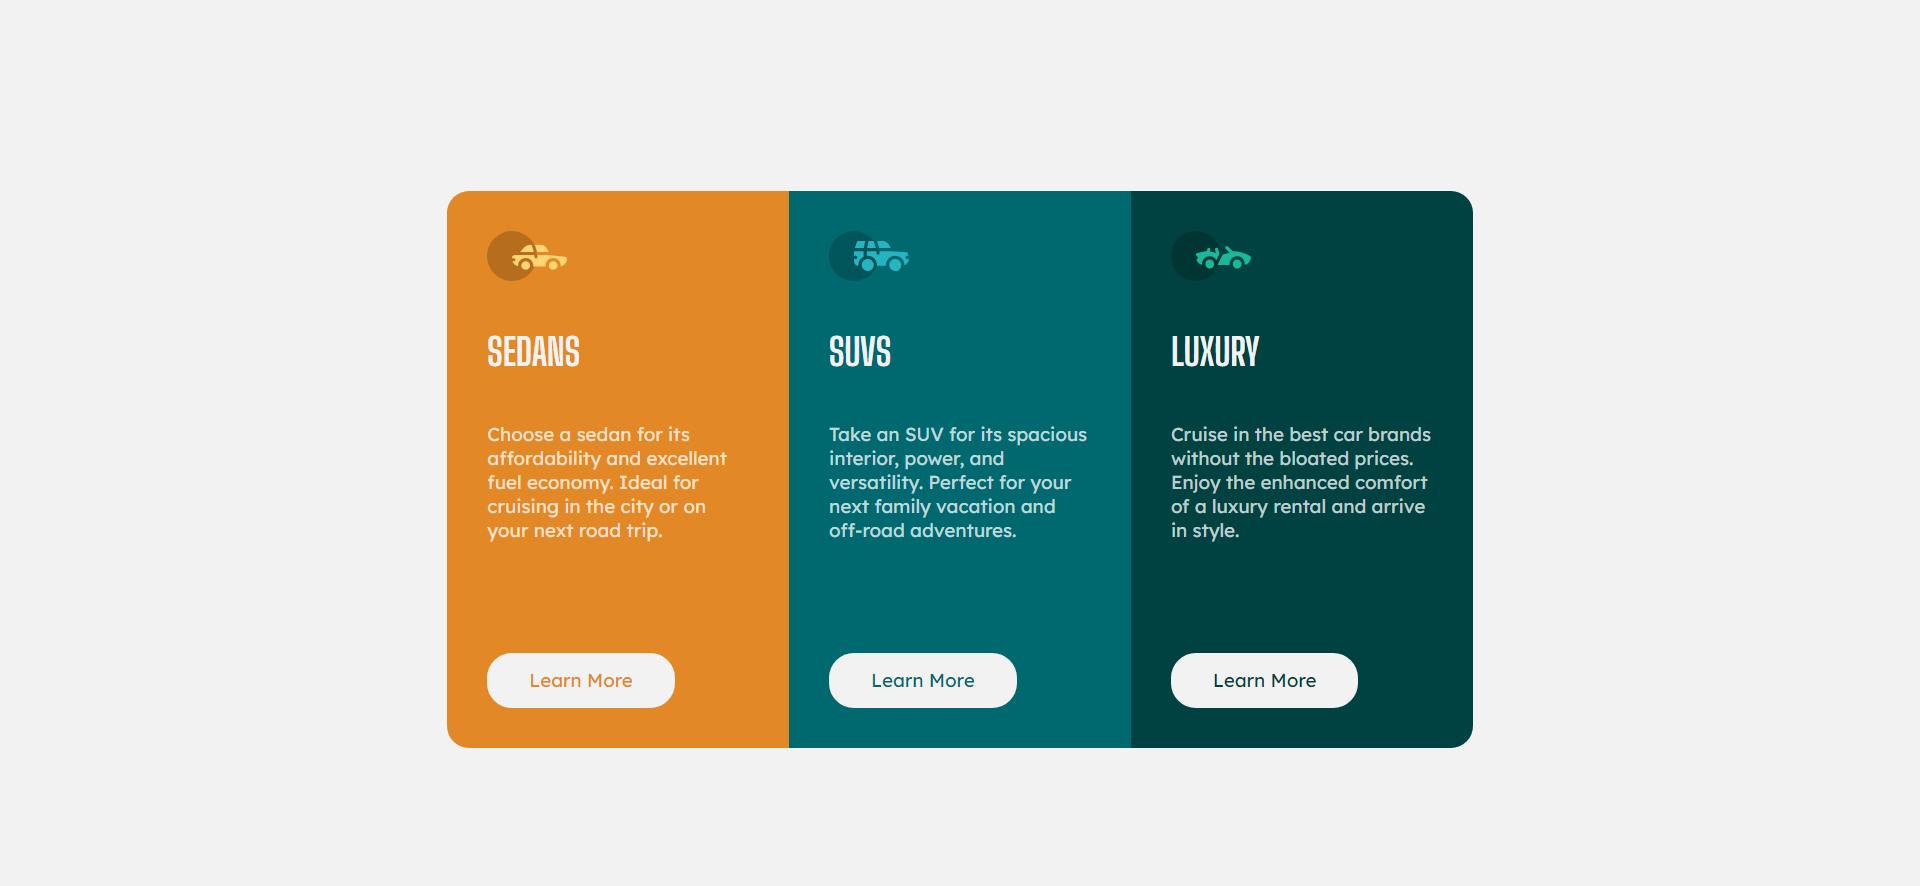 SEDANS
Choose a sedan for its
affordability and excellent
fuel economy. Ideal for
cruising in the city or on
your next road trip.
Learn More
SUVS
Take an SUV for its spacious
interior, power, and
versatility. Perfect for your
next family vacation and
off-road adventures.
Learn More
LUXURY
Cruise in the best car brands
without the bloated prices.
Enjoy the enhanced comfort
of a luxury rental and arrive
in style.
Learn More